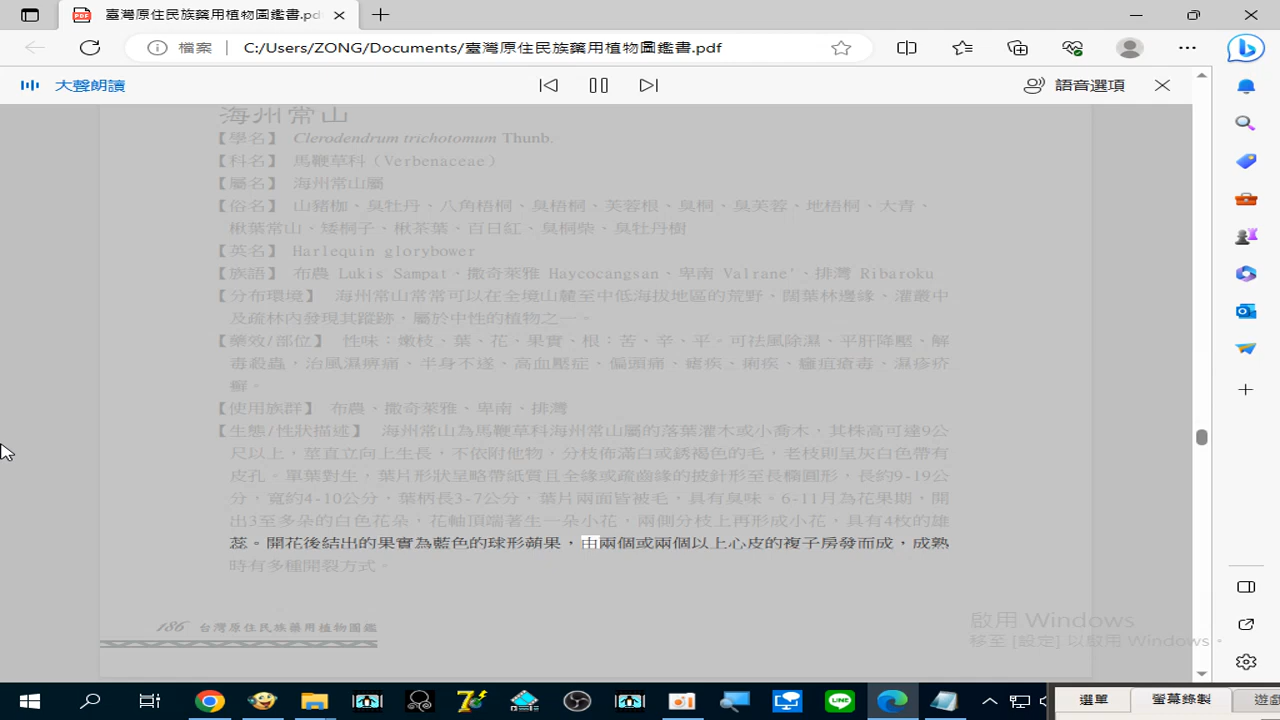 臺灣原住民族藥用植物圖鑑書.pdf
檔案 C:/Users/ZONG/Documents/臺灣原住民族藥用植物圖鑑書.pdf
大聲朗讀
語音選項
海州常山
【學名】 Clerodendrum trichotomum Thunb.
【科名】 馬鞭草科（Verbenaceae）
【屬名】 海州常山屬
【俗名】 山豬枷、臭牡丹、八角梧桐、臭梧桐、芙蓉根、臭桐、臭芙蓉、地梧桐、大青、
楸葉常山、矮桐子、楸茶葉、百日紅、臭桐柴、臭牡丹樹
【英名】 Harlequin glorybower
【族語】 布農 Lukis Sampat、撒奇萊雅 Haycocangsan、卑南 Valrane'、排灣 Ribaroku
【分布環境】 海州常山常常可以在全境山麓至中低海拔地區的荒野、闊葉林邊緣、灌叢中
及疏林內發現其蹤跡，屬於中性的植物之一。
【藥效/部位】 性味：嫩枝、葉、花、果實、根：苦、辛、平。可祛風除濕、平肝降壓、解
毒殺蟲，治風濕痹痛、半身不遂、高血壓症、偏頭痛、瘧疾、痢疾、癰疽瘡毒、濕疹疥
癬。
【使用族群】 布農、撒奇萊雅、卑南、排灣
【生態/性狀描述】 海州常山為馬鞭草科海州常山屬的落葉灌木或小喬木，其株高可達9公
尺以上，莖直立向上生長，不依附他物，分枝佈滿白或銹褐色的毛，老枝則呈灰白色帶有
皮孔。單葉對生，葉片形狀呈略帶紙質且全緣或疏齒緣的披針形至長橢圓形，長約9-19公
分，寬約4-10公分，葉柄長3-7公分，葉片兩面皆被毛，具有臭味。6-11月為花果期，開
出3至多朵的白色花朵，花軸頂端著生一朵小花，兩側分枝上再形成小花，具有4枚的雄
蕊。開花後結出的果實為藍色的球形蒴果，由兩個或兩個以上心皮的複子房發而成，成熟
時有多種開裂方式。
186 台灣原住民族藥用植物圖鑑
啟用 Windows
移至 [設定] 以啟用 Windows。
選單 螢幕錄製